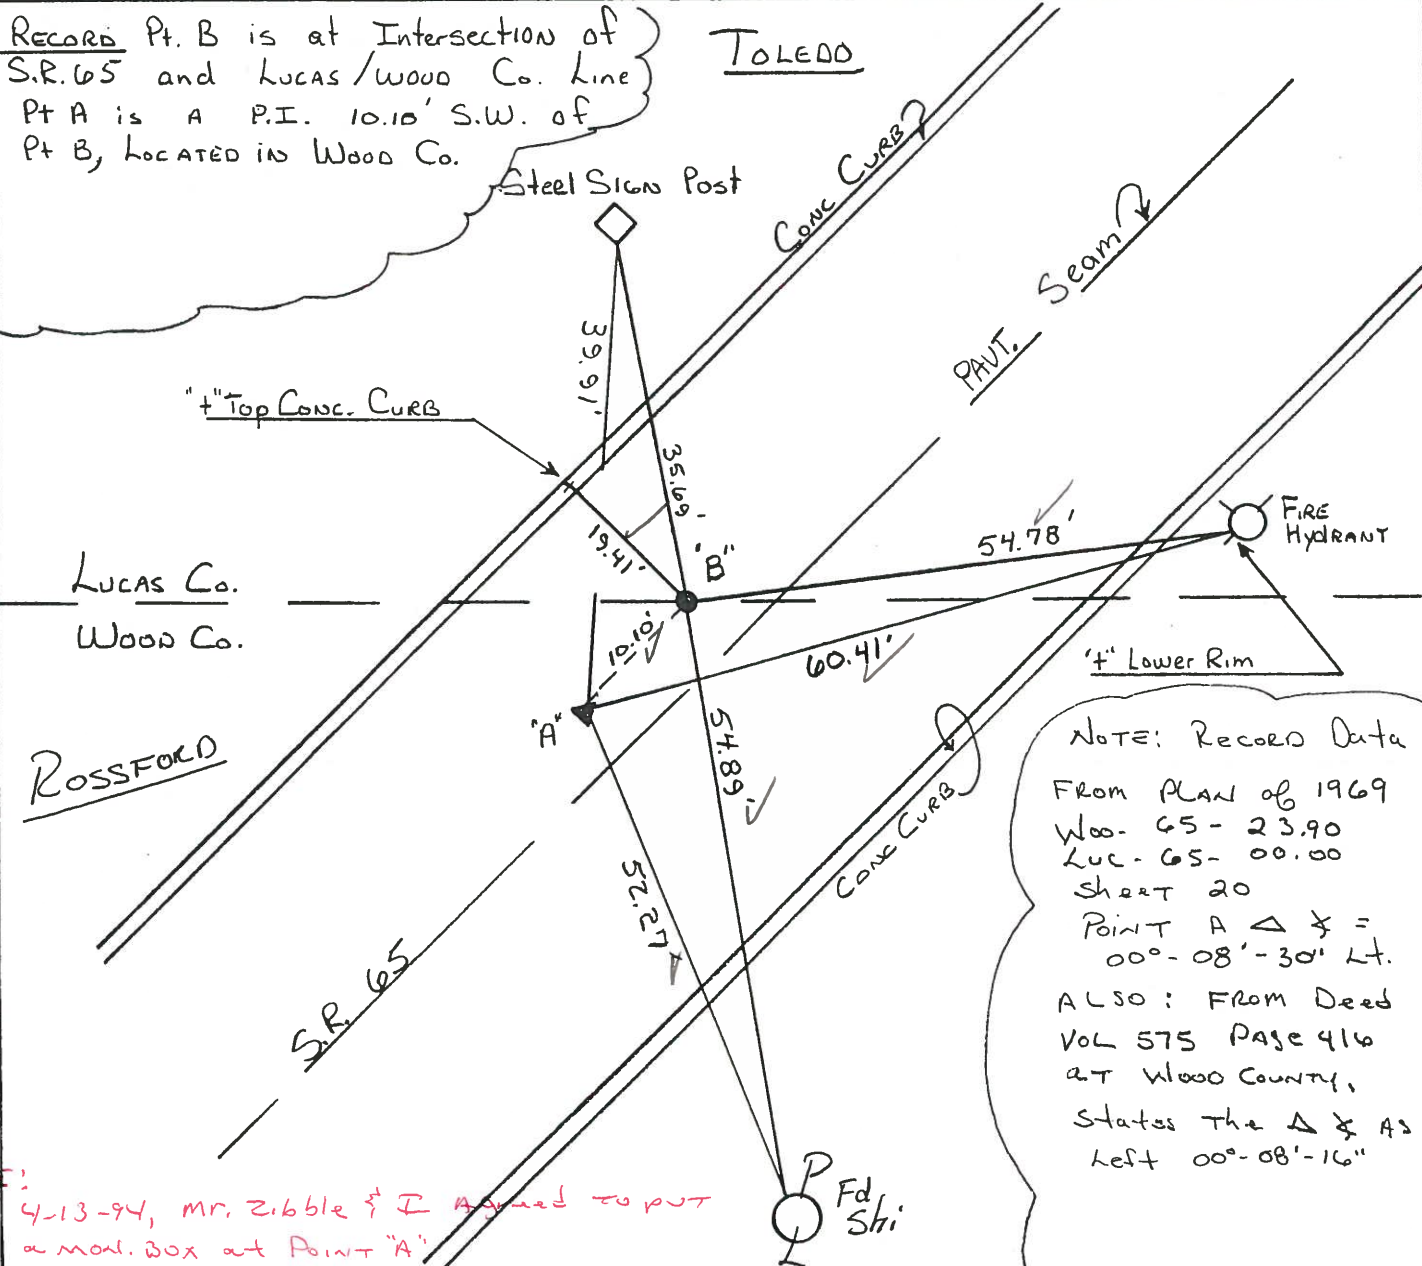 RECORD Pt. B is at Intersection of
S.R. 65 and LUCAS/WOOD Co. Line
Pt A is A P.I. 10.10' S.W. of
Pt B, LOCATED IN WOOD Co.
TOLEDO
Steel SIGN Post
CONC CURB
Seam
PAVT.
39.91'
"+" Top CONC. CURB
35.69'
19.41'
"B"
54.78'
FIRE
HYDRANT
LUCAS Co.
WOOD Co.
10.10'
60.41'
"+" Lower Rim
"A"
54.89'
ROSSFORD
CONC CURB
52.27'
S.R. 65
NOTE: RECORD Data
FROM PLAN of 1969
Woo- 65- 23.90
Luc- 65- 00.00
SheeT 20
POINT A Δ ∡ =
00°-08'-30" Lt.
ALSO: FROM Deed
VOL 575 PAge 416
aT WOOD COUNTY,
States The Δ ∡ AS
Left 00°-08'-16"
4-13-94, Mr. Zibble & I Agreed TO PUT
a mon. BOX at POINT "A"
P
Fd
Shi